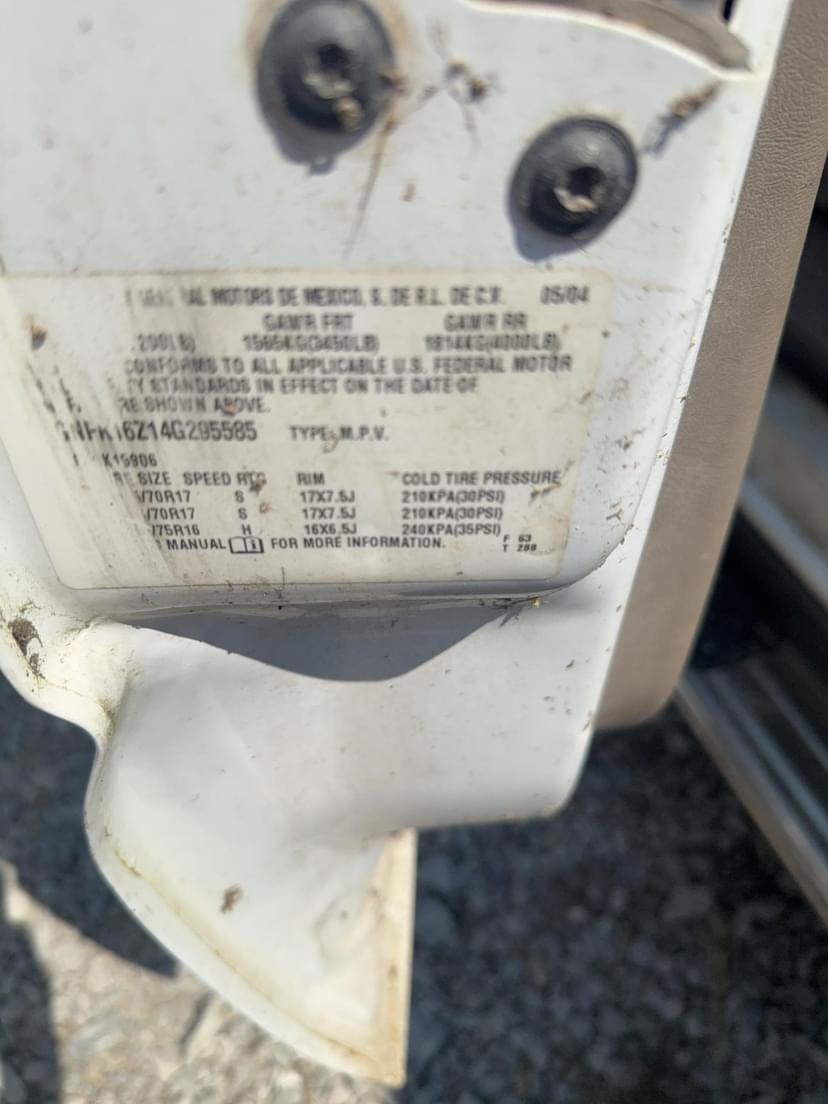 MOTORS DE MEXICO, S. DE R.L. DE C.V. 05/04
GAWR FRT GAWR RR
1565KG(3450LB) 1814KG(4000LB)
CONFORMS TO ALL APPLICABLE U.S. FEDERAL MOTOR
STANDARDS IN EFFECT ON THE DATE OF
SHOWN ABOVE.
6Z14G295585 TYPE: M.P.V.
K15906
SIZE SPEED RTG RIM COLD TIRE PRESSURE
/70R17 S 17X7.5J 210KPA(30PSI)
/70R17 S 17X7.5J 210KPA(30PSI)
/75R16 H 16X6.5J 240KPA(35PSI)
MANUAL FOR MORE INFORMATION. F 63
T 288